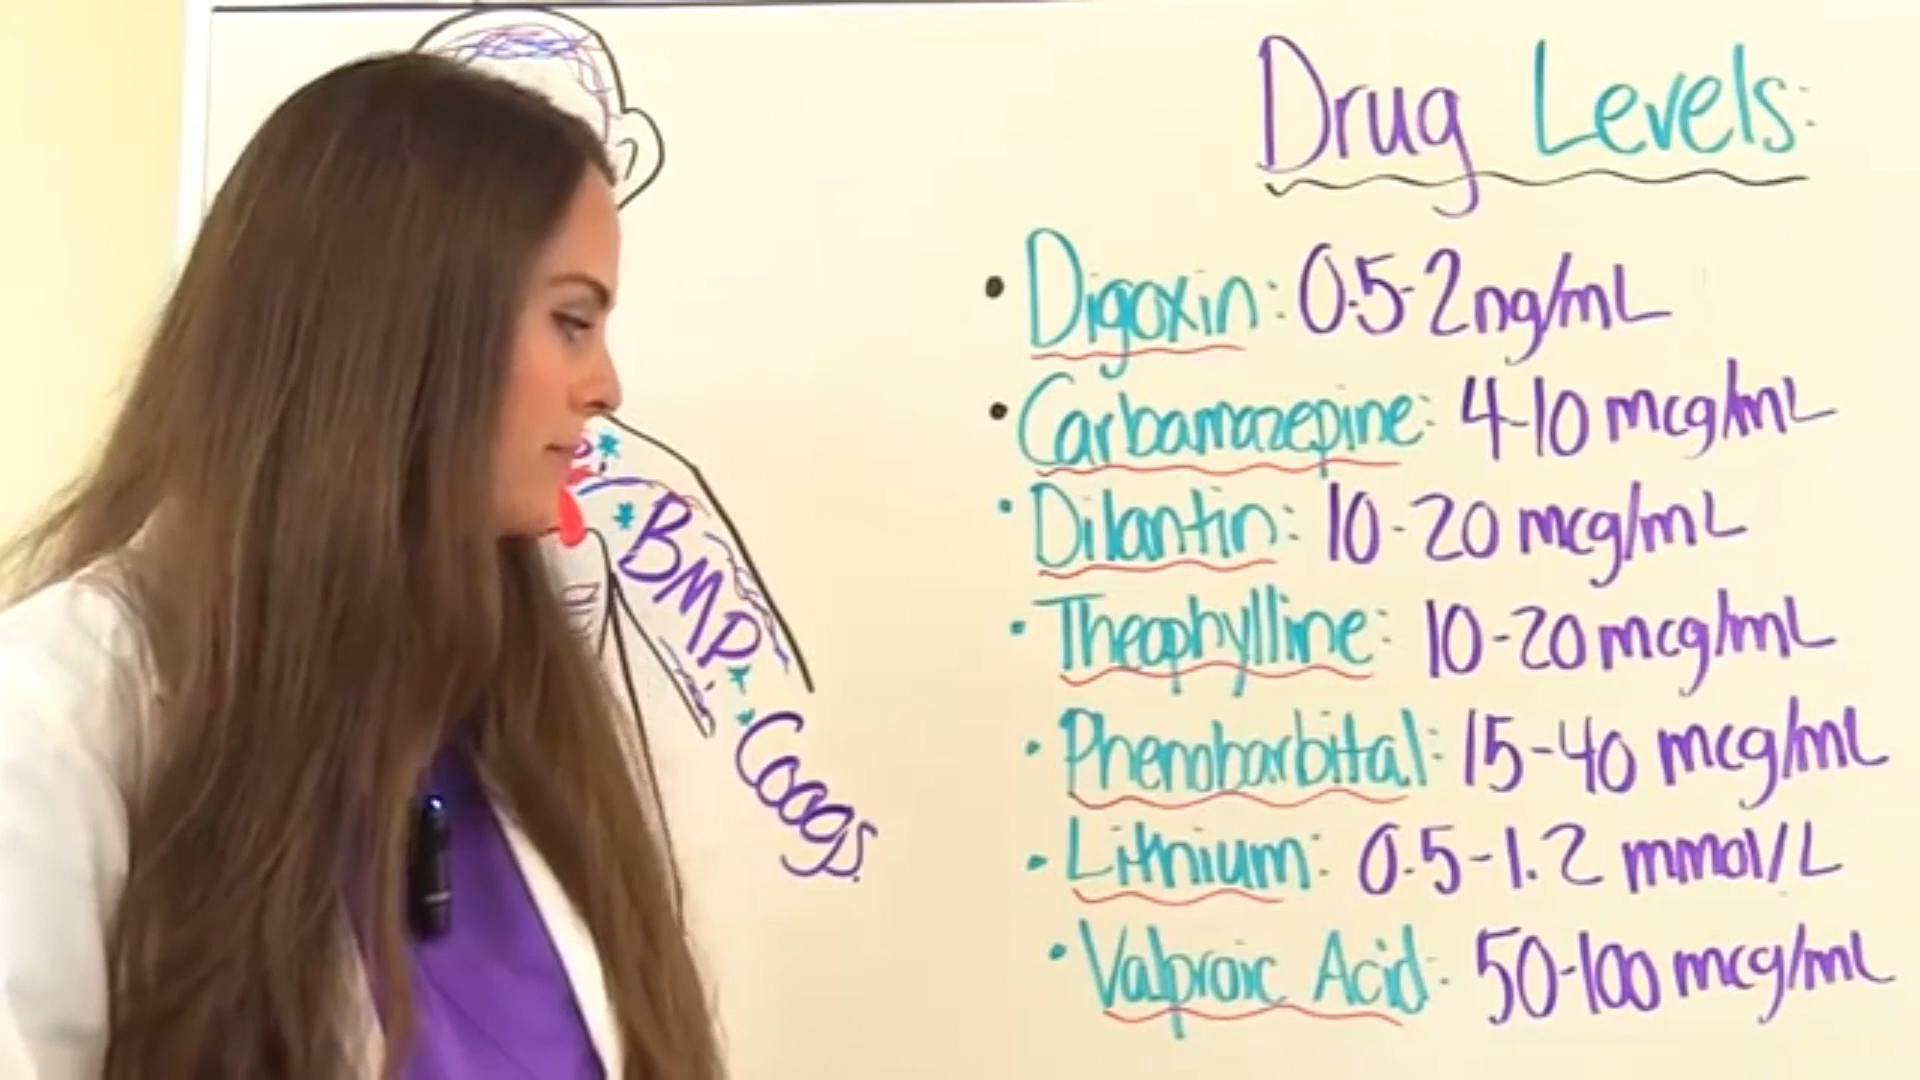 Drug Levels:
• Digoxin: 0.5-2ng/mL
• Carbamazepine: 4-10 mcg/mL
• Dilantin: 10-20 mcg/mL
• Theophylline: 10-20 mcg/mL
• Phenobarbital: 15-40 mcg/mL
• Lithium: 0.5-1.2 mmol/L
• Valproic Acid: 50-100 mcg/mL
*BMP.
*Coags.